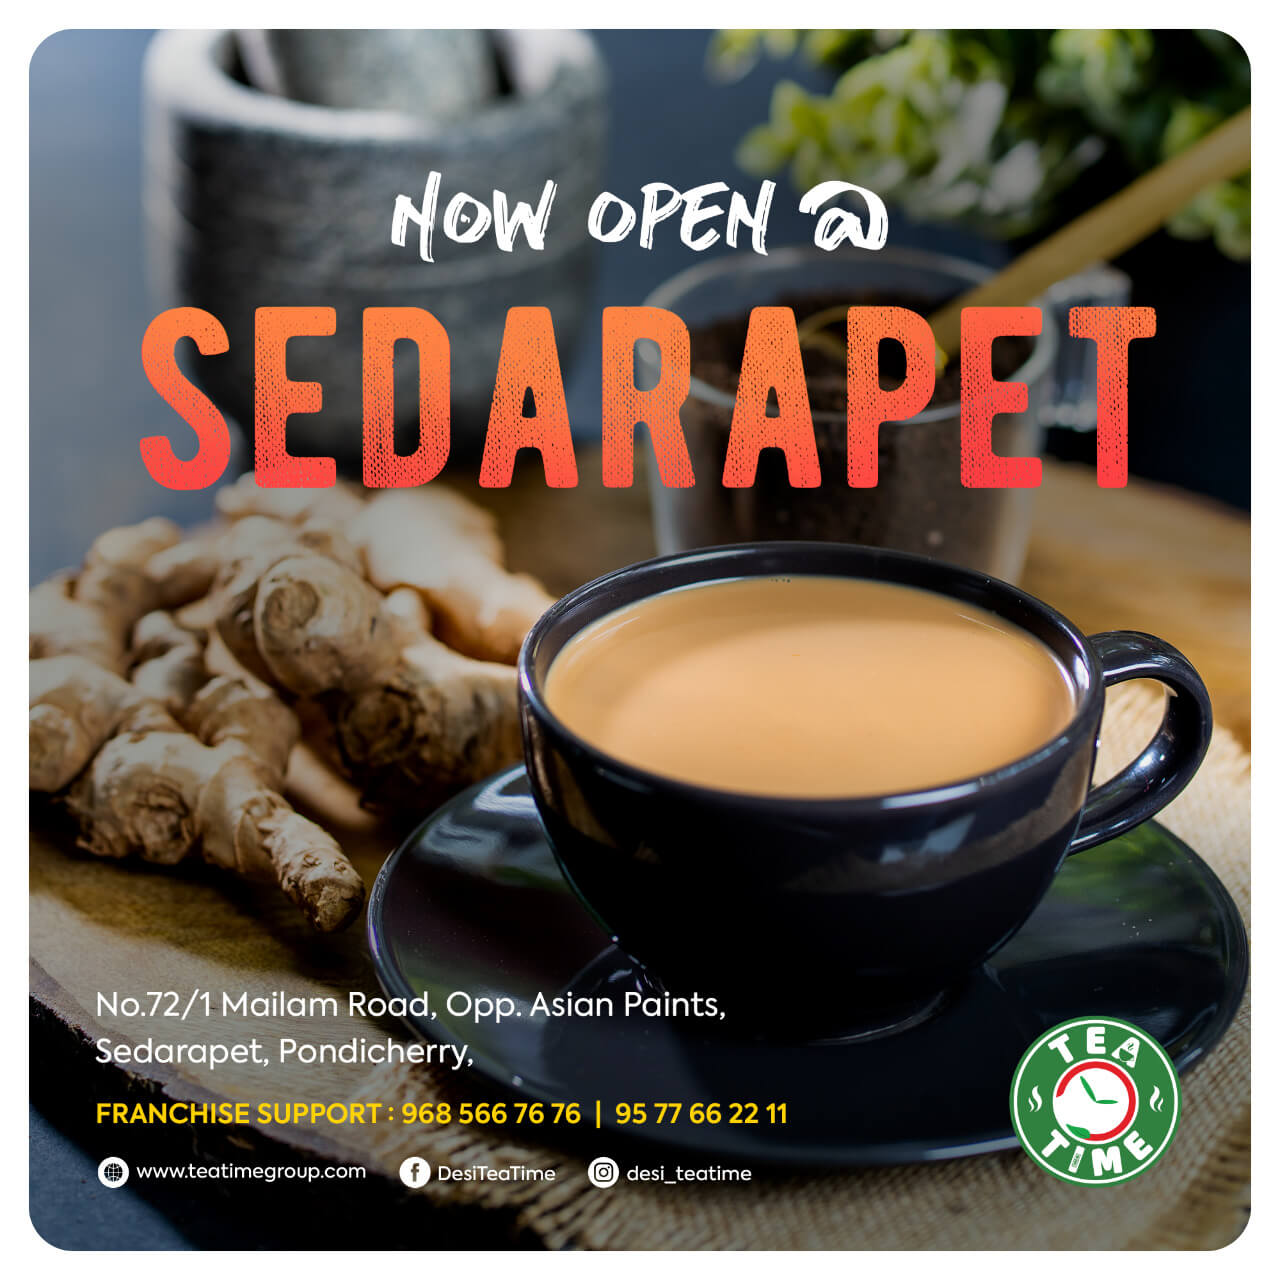 NOW OPEN @
SEDARAPET
No.72/1 Mailam Road, Opp. Asian Paints,
Sedarapet, Pondicherry,
FRANCHISE SUPPORT : 968 566 76 76 | 95 77 66 22 11
www.teatimegroup.com DesiTeaTime desi_teatime
TEA
TIME